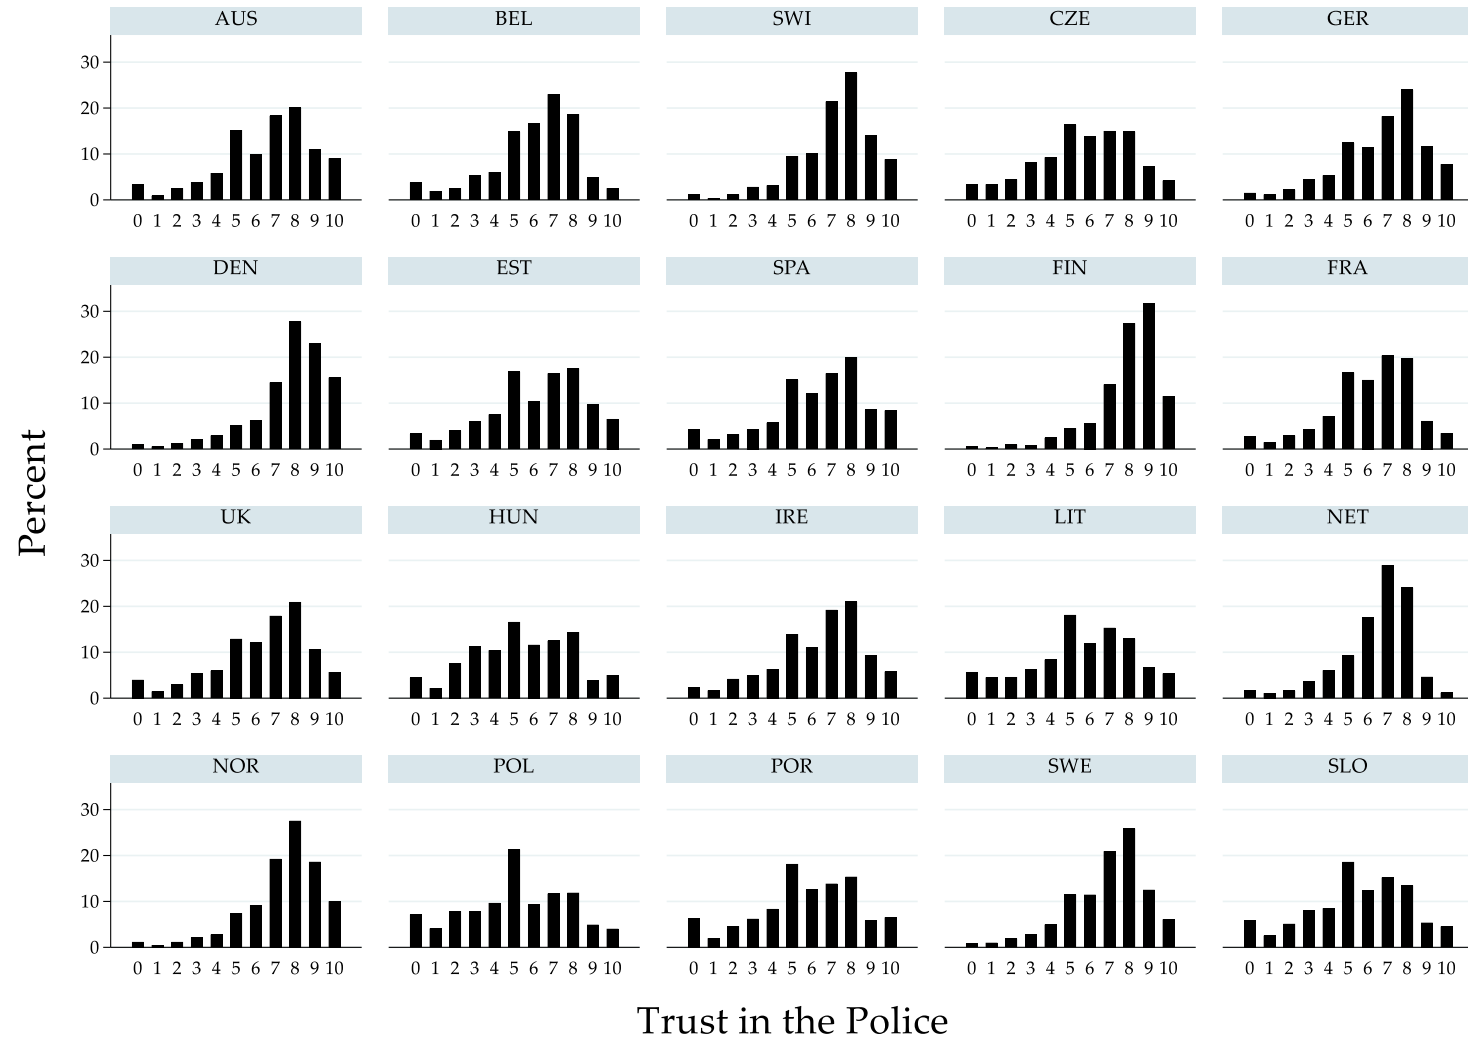 AUS BEL SWI CZE GER
30
20
10
0
0 1 2 3 4 5 6 7 8 9 10 0 1 2 3 4 5 6 7 8 9 10 0 1 2 3 4 5 6 7 8 9 10 0 1 2 3 4 5 6 7 8 9 10 0 1 2 3 4 5 6 7 8 9 10
DEN EST SPA FIN FRA
30
20
10
0
0 1 2 3 4 5 6 7 8 9 10 0 1 2 3 4 5 6 7 8 9 10 0 1 2 3 4 5 6 7 8 9 10 0 1 2 3 4 5 6 7 8 9 10 0 1 2 3 4 5 6 7 8 9 10
Percent
UK HUN IRE LIT NET
30
20
10
0
0 1 2 3 4 5 6 7 8 9 10 0 1 2 3 4 5 6 7 8 9 10 0 1 2 3 4 5 6 7 8 9 10 0 1 2 3 4 5 6 7 8 9 10 0 1 2 3 4 5 6 7 8 9 10
NOR POL POR SWE SLO
30
20
10
0
0 1 2 3 4 5 6 7 8 9 10 0 1 2 3 4 5 6 7 8 9 10 0 1 2 3 4 5 6 7 8 9 10 0 1 2 3 4 5 6 7 8 9 10 0 1 2 3 4 5 6 7 8 9 10
Trust in the Police